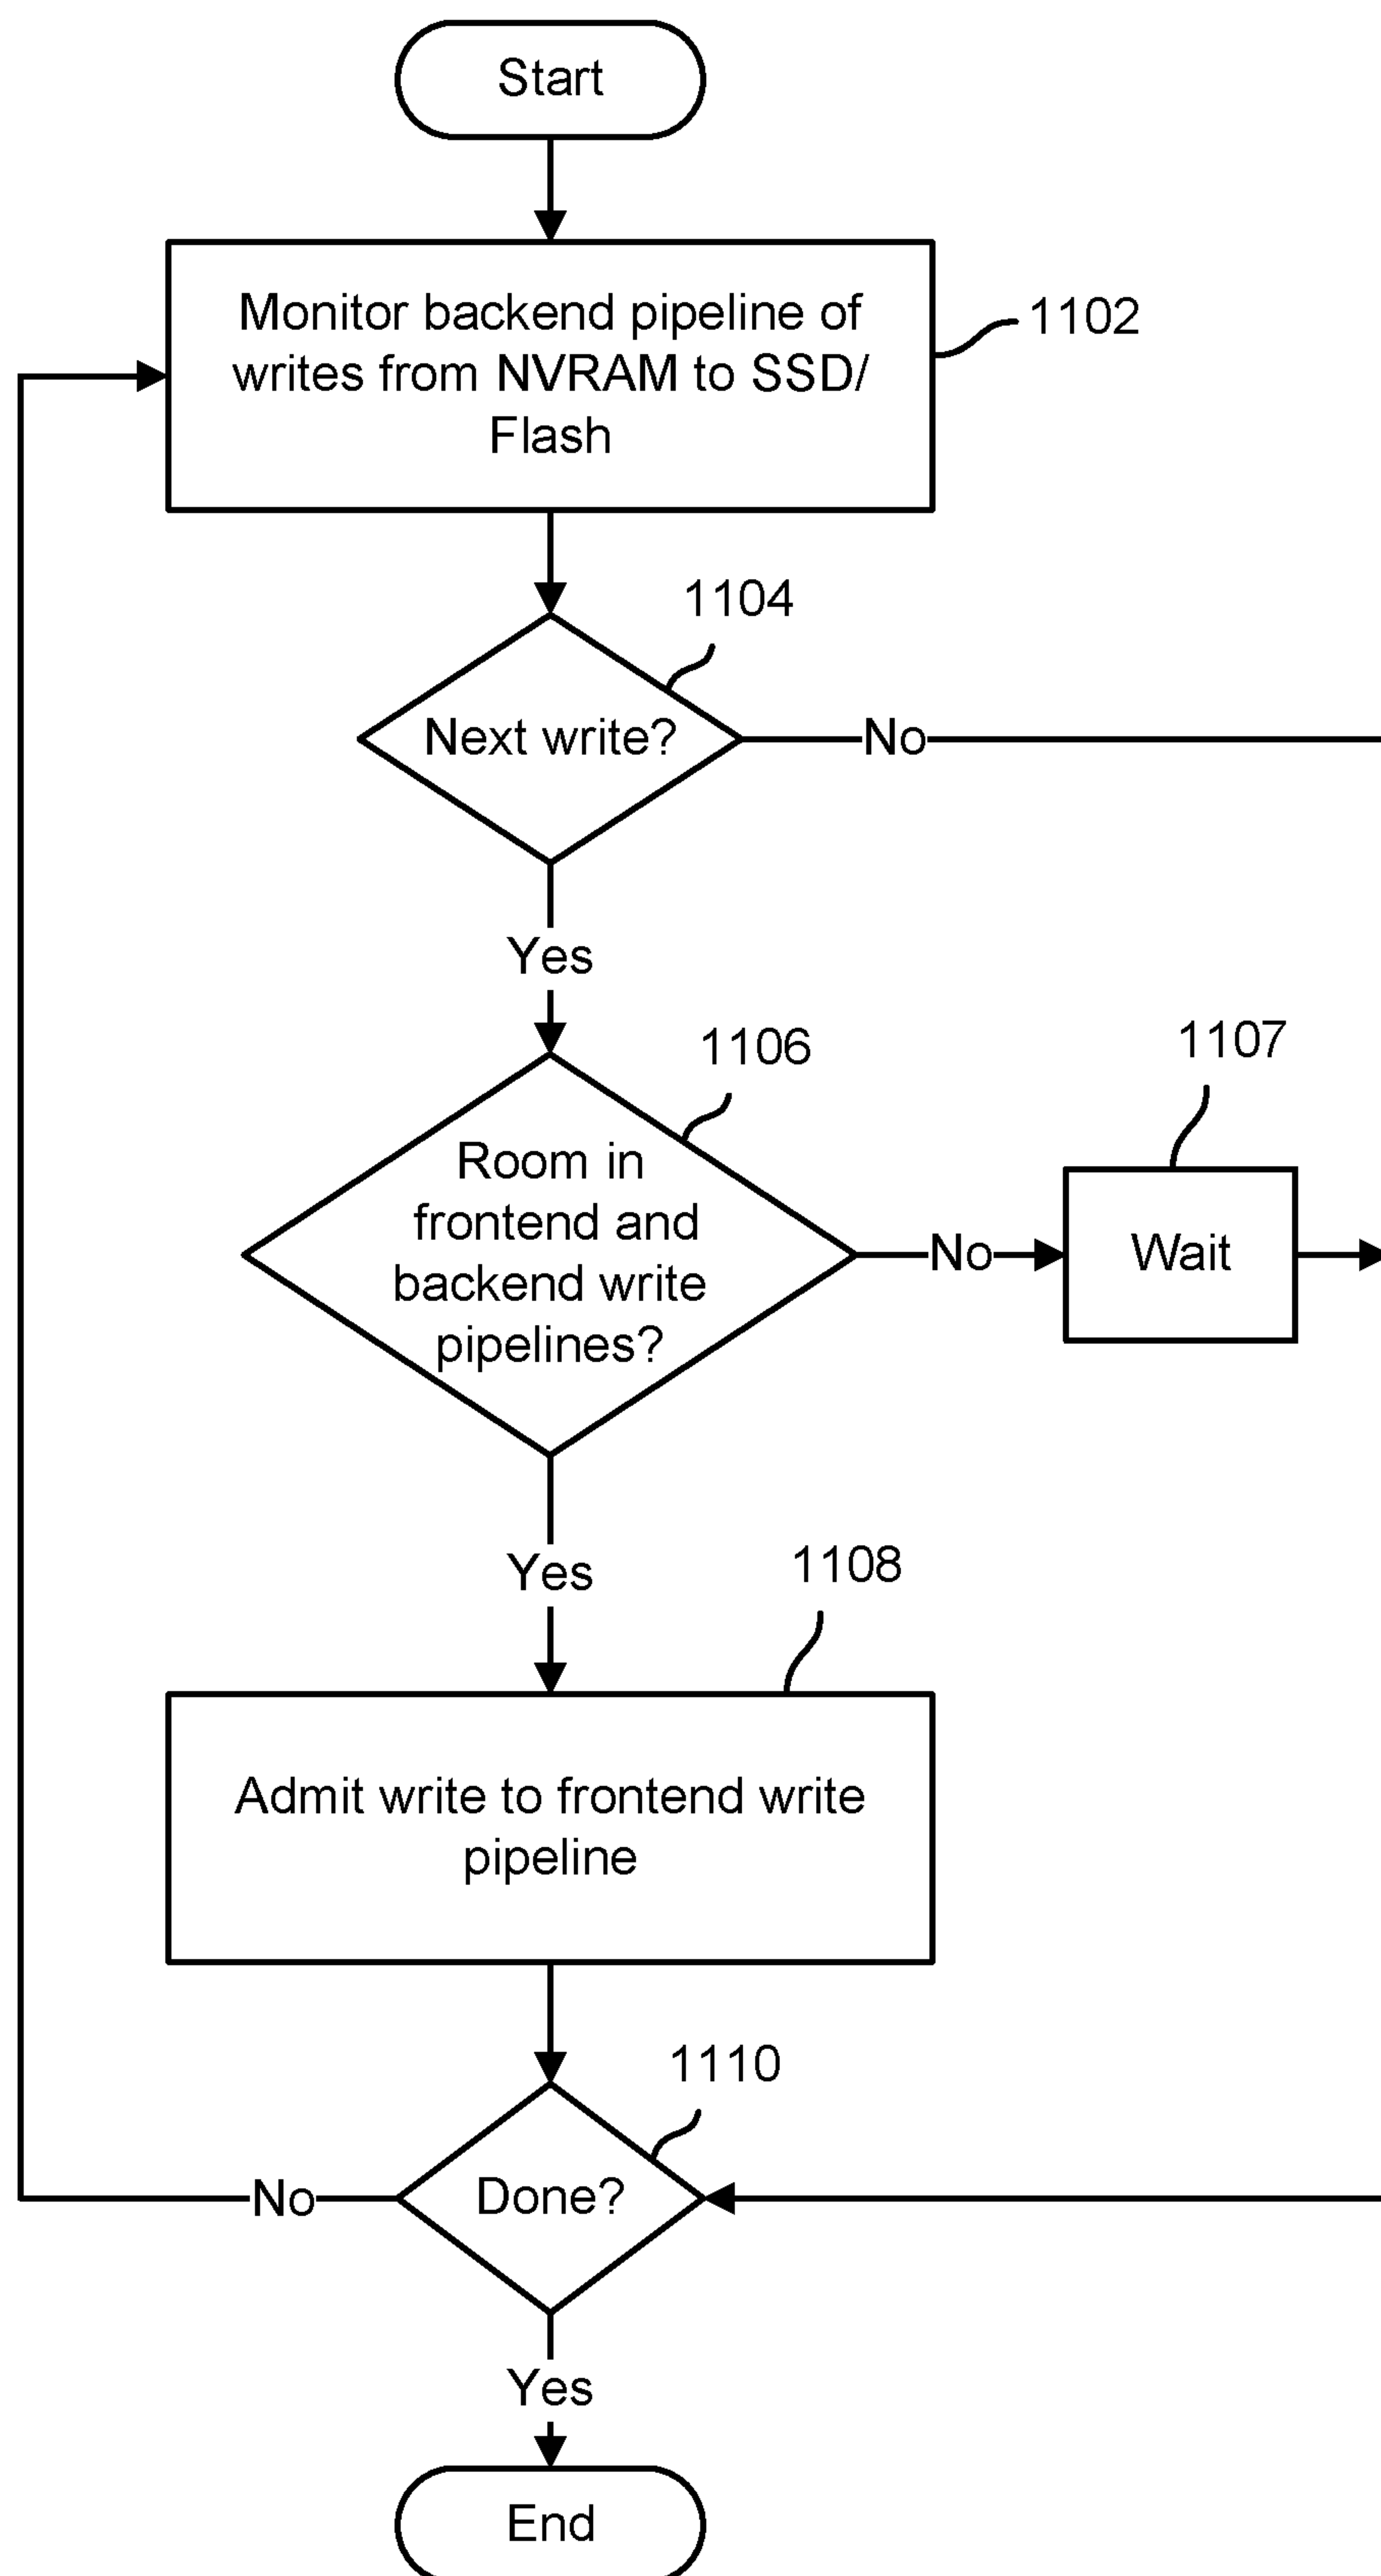 Start
Monitor backend pipeline of
writes from NVRAM to SSD/
Flash
1102
1104
Next write?
No
Yes
1106
1107
Room in
frontend and
backend write
pipelines?
No
Wait
Yes
1108
Admit write to frontend write
pipeline
1110
Done?
No
Yes
End